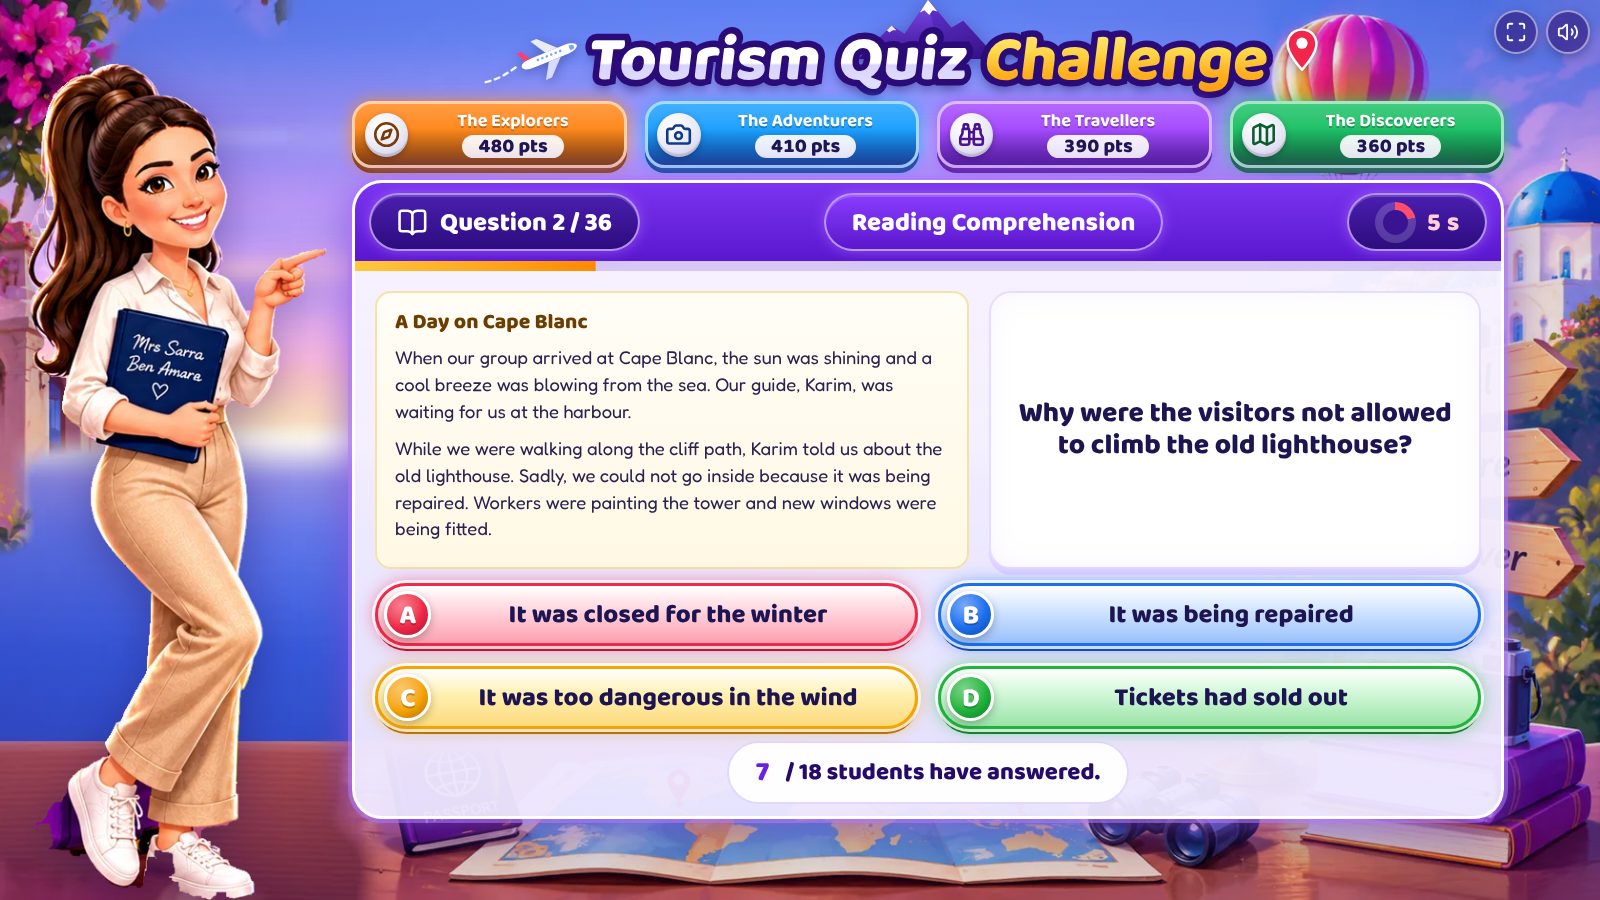 Tourism Quiz Challenge
The Explorers
480 pts
The Adventurers
410 pts
The Travellers
390 pts
The Discoverers
360 pts
Question 2 / 36
Reading Comprehension
5 s
A Day on Cape Blanc
When our group arrived at Cape Blanc, the sun was shining and a
cool breeze was blowing from the sea. Our guide, Karim, was
waiting for us at the harbour.
While we were walking along the cliff path, Karim told us about the
old lighthouse. Sadly, we could not go inside because it was being
repaired. Workers were painting the tower and new windows were
being fitted.
Why were the visitors not allowed
to climb the old lighthouse?
Mrs Sarra
Ben Amara
A It was closed for the winter
B It was being repaired
C It was too dangerous in the wind
D Tickets had sold out
7 / 18 students have answered.
PASSPORT